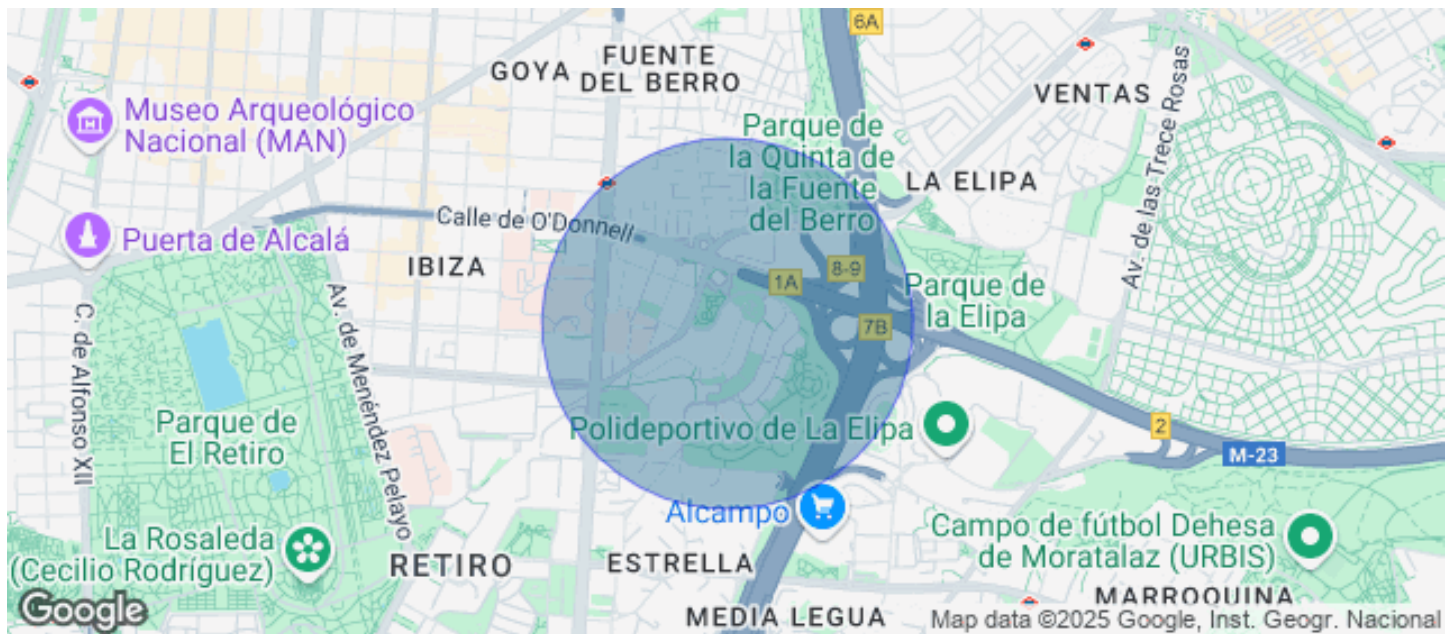 6A
FUENTE
DEL BERRO
GOYA
VENTAS
Museo Arqueológico
Nacional (MAN)
Parque de
la Quinta de
la Fuente
del Berro
LA ELIPA
Av. de las Trece Rosas
Calle de O'Donnell
Puerta de Alcalá
IBIZA
8-9
1A
Parque de
la Elipa
7B
C. de Alfonso XII
Av. de Menéndez Pelayo
Parque de
El Retiro
Polideportivo de La Elipa
2
M-23
Alcampo
La Rosaleda
(Cecilio Rodríguez)
Campo de fútbol Dehesa
de Moratalaz (URBIS)
RETIRO
ESTRELLA
MARROQUINA
MEDIA LEGUA
Google
Map data ©2025 Google, Inst. Geogr. Nacional